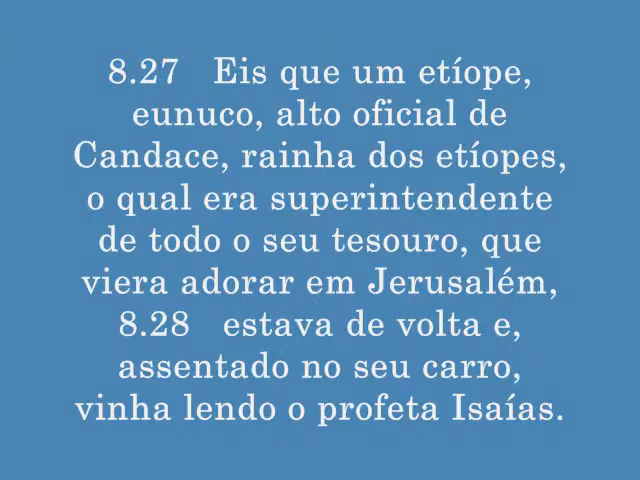 8.27 Eis que um etíope,
eunuco, alto oficial de
Candace, rainha dos etíopes,
o qual era superintendente
de todo o seu tesouro, que
viera adorar em Jerusalém,
8.28 estava de volta e,
assentado no seu carro,
vinha lendo o profeta Isaías.